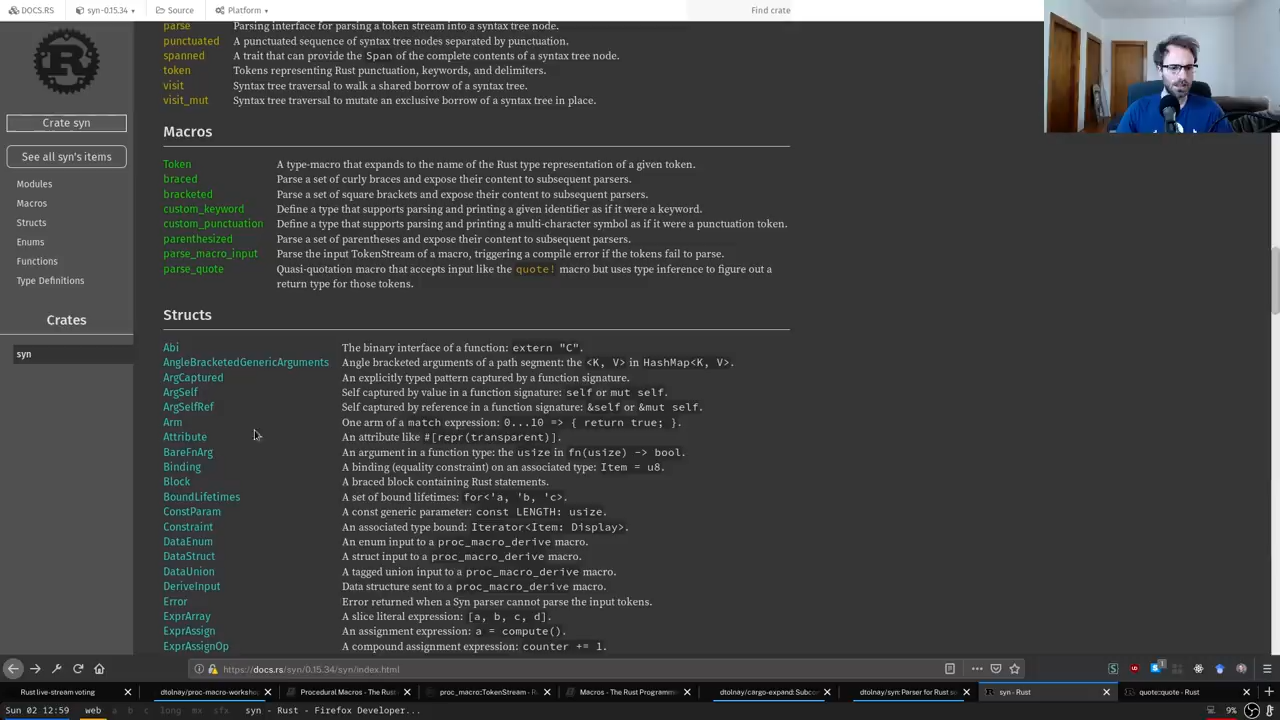 DOCS.RS
syn-0.15.34
Source
Platform
Find crate
parse Parsing interface for parsing a token stream into a syntax tree node.
punctuated A punctuated sequence of syntax tree nodes separated by punctuation.
spanned A trait that can provide the Span of the complete contents of a syntax tree node.
token Tokens representing Rust punctuation, keywords, and delimiters.
visit Syntax tree traversal to walk a shared borrow of a syntax tree.
visit_mut Syntax tree traversal to mutate an exclusive borrow of a syntax tree in place.
Crate syn
See all syn's items
Modules
Macros
Structs
Enums
Functions
Type Definitions
Crates
syn
Macros
Token A type-macro that expands to the name of the Rust type representation of a given token.
braced Parse a set of curly braces and expose their content to subsequent parsers.
bracketed Parse a set of square brackets and expose their content to subsequent parsers.
custom_keyword Define a type that supports parsing and printing a given identifier as if it were a keyword.
custom_punctuation Define a type that supports parsing and printing a multi-character symbol as if it were a punctuation token.
parenthesized Parse a set of parentheses and expose their content to subsequent parsers.
parse_macro_input Parse the input TokenStream of a macro, triggering a compile error if the tokens fail to parse.
parse_quote Quasi-quotation macro that accepts input like the quote! macro but uses type inference to figure out a
return type for those tokens.
Structs
Abi The binary interface of a function: extern "C".
AngleBracketedGenericArguments Angle bracketed arguments of a path segment: the <K, V> in HashMap<K, V>.
ArgCaptured An explicitly typed pattern captured by a function signature.
ArgSelf Self captured by value in a function signature: self or mut self.
ArgSelfRef Self captured by reference in a function signature: &self or &mut self.
Arm One arm of a match expression: 0...10 => { return true; }.
Attribute An attribute like #[repr(transparent)].
BareFnArg An argument in a function type: the usize in fn(usize) -> bool.
Binding A binding (equality constraint) on an associated type: Item = u8.
Block A braced block containing Rust statements.
BoundLifetimes A set of bound lifetimes: for<'a, 'b, 'c>.
ConstParam A const generic parameter: const LENGTH: usize.
Constraint An associated type bound: Iterator<Item: Display>.
DataEnum An enum input to a proc_macro_derive macro.
DataStruct A struct input to a proc_macro_derive macro.
DataUnion A tagged union input to a proc_macro_derive macro.
DeriveInput Data structure sent to a proc_macro_derive macro.
Error Error returned when a Syn parser cannot parse the input tokens.
ExprArray A slice literal expression: [a, b, c, d].
ExprAssign An assignment expression: a = compute().
ExprAssignOp A compound assignment expression: counter += 1.
https://docs.rs/syn/0.15.34/syn/index.html
Rust live-stream voting
dtolnay/proc-macro-workshop
Procedural Macros - The Rust
proc_macro::TokenStream - R
Macros - The Rust Programm
dtolnay/cargo-expand: Subco
dtolnay/syn: Parser for Rust s
syn - Rust
quote::quote - Rust
Sun 02 12:59 web a b c long mx sfx syn - Rust - Firefox Developer... 9%